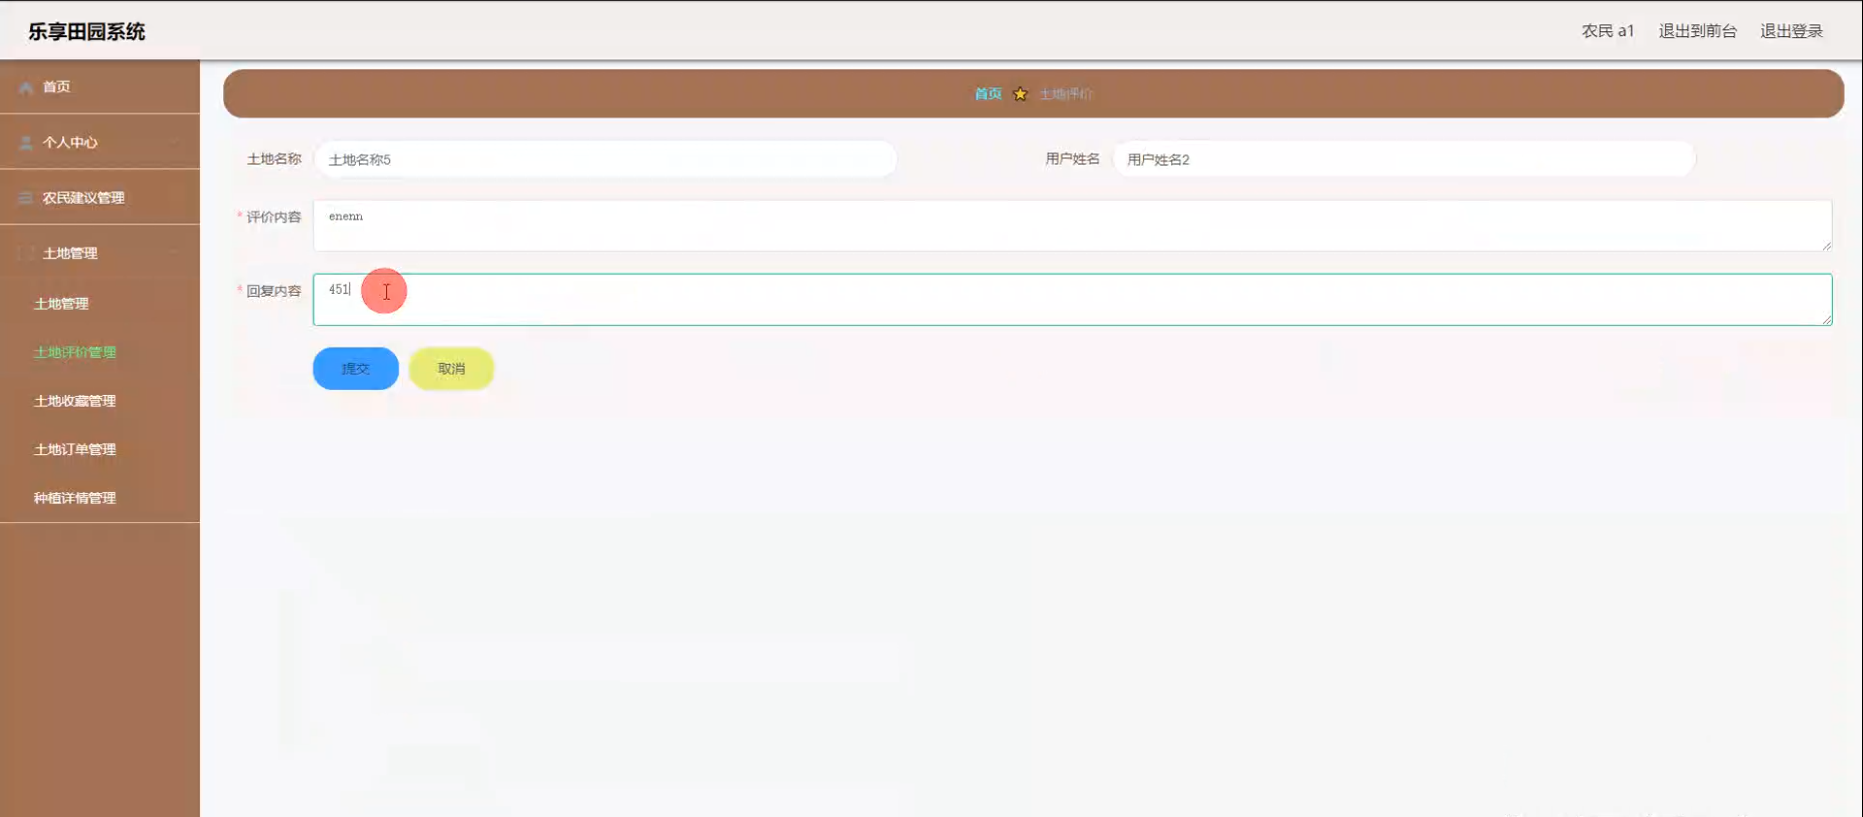 乐享田园系统
农民 a1 退出到前台 退出登录
首页
个人中心
农民建议管理
土地管理
土地管理
土地评价管理
土地收藏管理
土地订单管理
种植详情管理
首页 土地评价
土地名称 土地名称5 用户姓名 用户姓名2
* 评价内容 enenn
* 回复内容 451
提交 取消